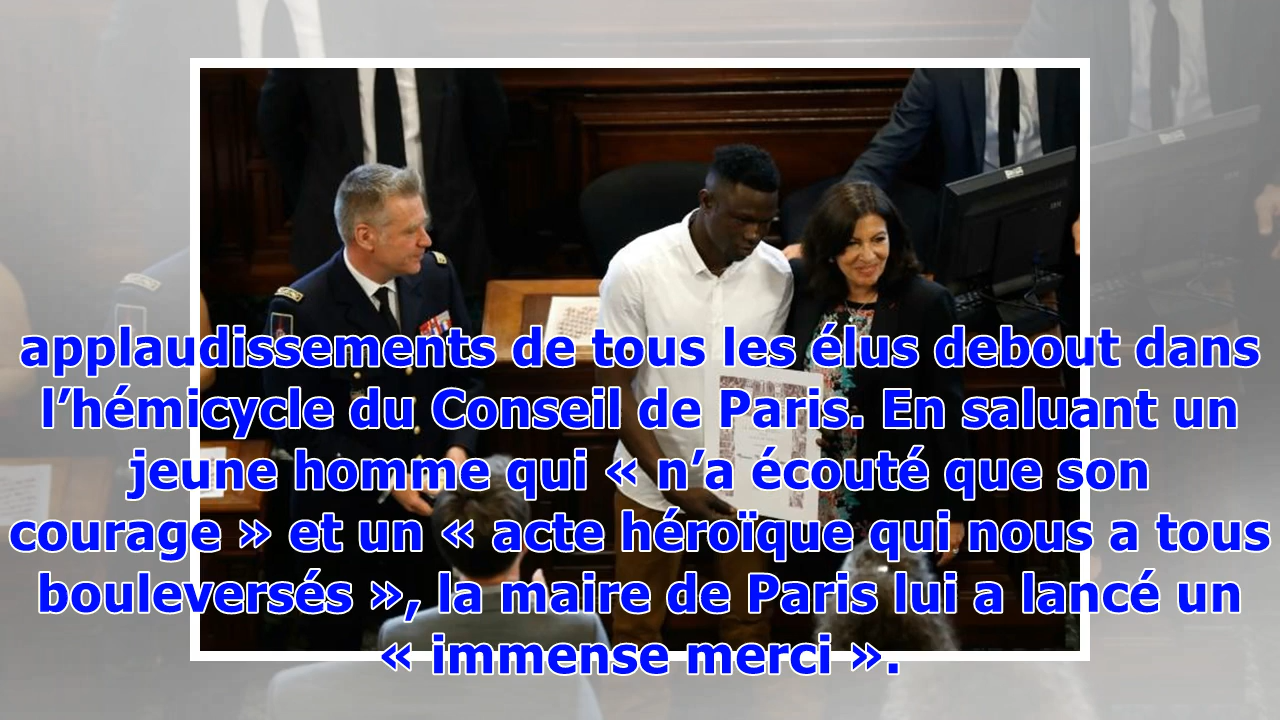 applaudissements de tous les élus debout dans
l’hémicycle du Conseil de Paris. En saluant un
jeune homme qui « n’a écouté que son
courage » et un « acte héroïque qui nous a tous
bouleversés », la maire de Paris lui a lancé un
« immense merci ».